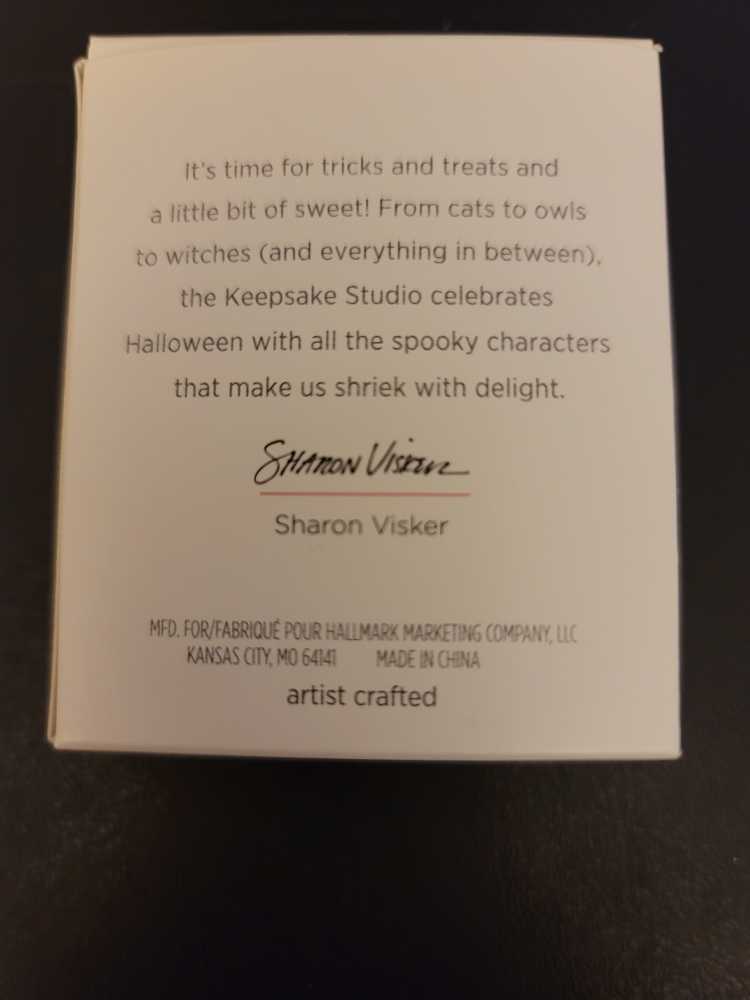 It's time for tricks and treats and
a little bit of sweet! From cats to owls
to witches (and everything in between),
the Keepsake Studio celebrates
Halloween with all the spooky characters
that make us shriek with delight.
SHARON VISKER
Sharon Visker
MFD. FOR/FABRIQUÉ POUR HALLMARK MARKETING COMPANY, LLC
KANSAS CITY, MO 64141 MADE IN CHINA
artist crafted